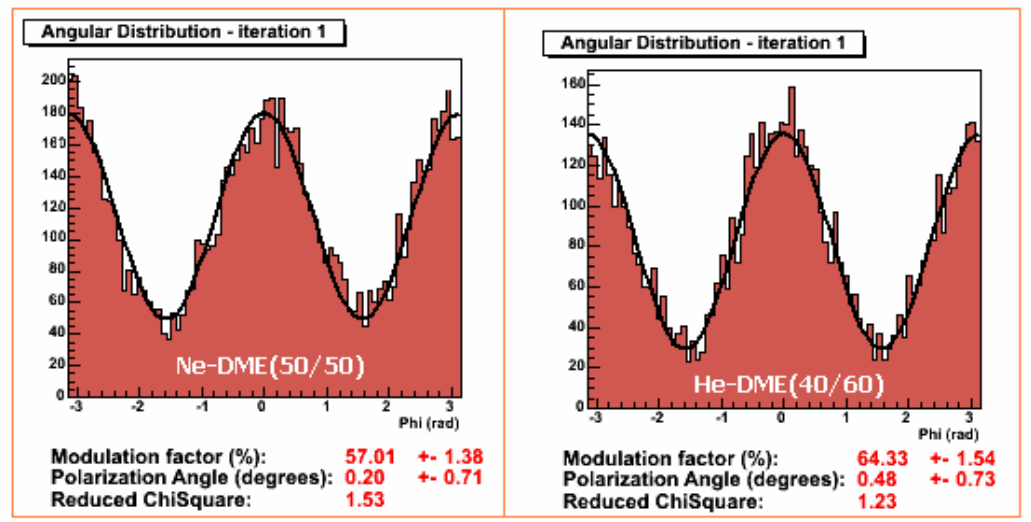 Angular Distribution - iteration 1
200
180
160
140
120
100
80
60
40
20
0
Ne-DME(50/50)
-3 -2 -1 0 1 2 3
Phi (rad)
Modulation factor (%): 57.01 +- 1.38
Polarization Angle (degrees): 0.20 +- 0.71
Reduced ChiSquare: 1.53
Angular Distribution - iteration 1
160
140
120
100
80
60
40
20
0
He-DME(40/60)
-3 -2 -1 0 1 2 3
Phi (rad)
Modulation factor (%): 64.33 +- 1.54
Polarization Angle (degrees): 0.48 +- 0.73
Reduced ChiSquare: 1.23